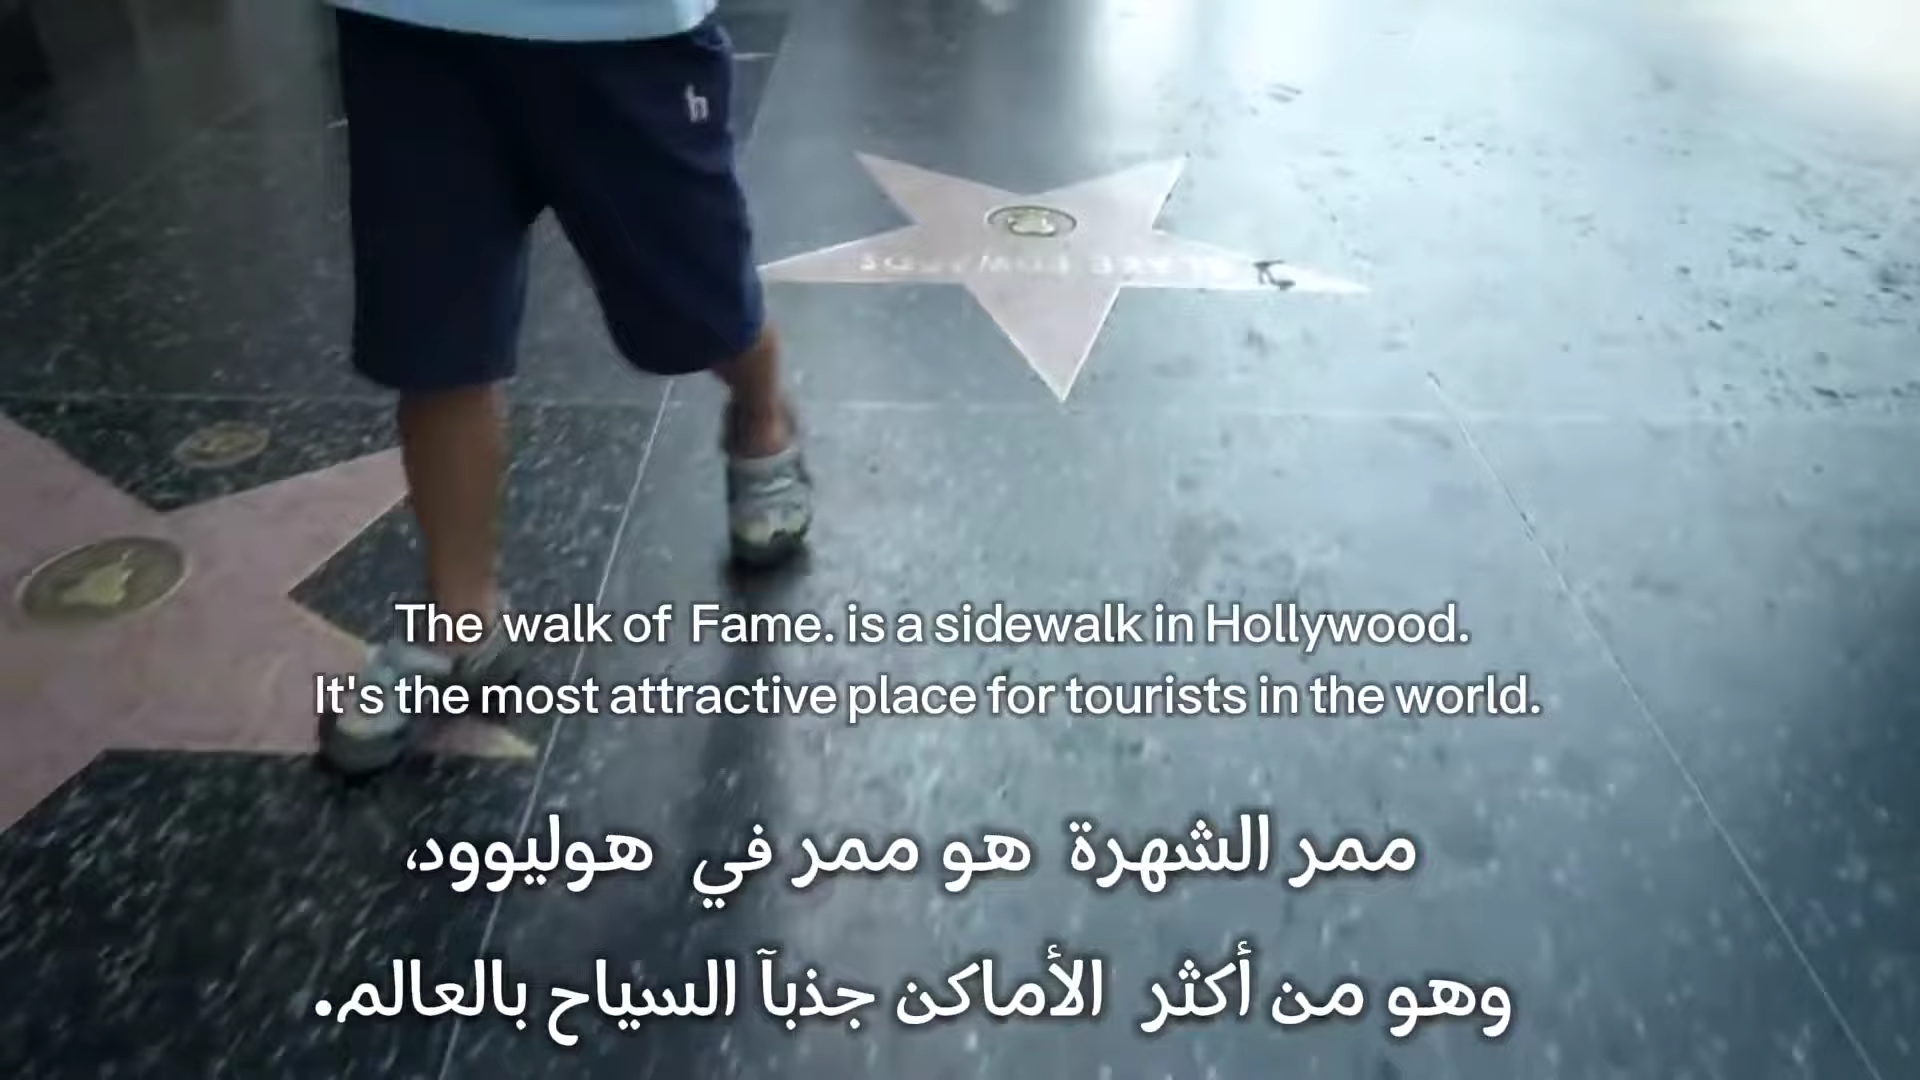 The walk of Fame. is a sidewalk in Hollywood.
It's the most attractive place for tourists in the world.
ممر الشهرة هو ممر في هوليوود،
وهو من أكثر الأماكن جذبآ السياح بالعالم.